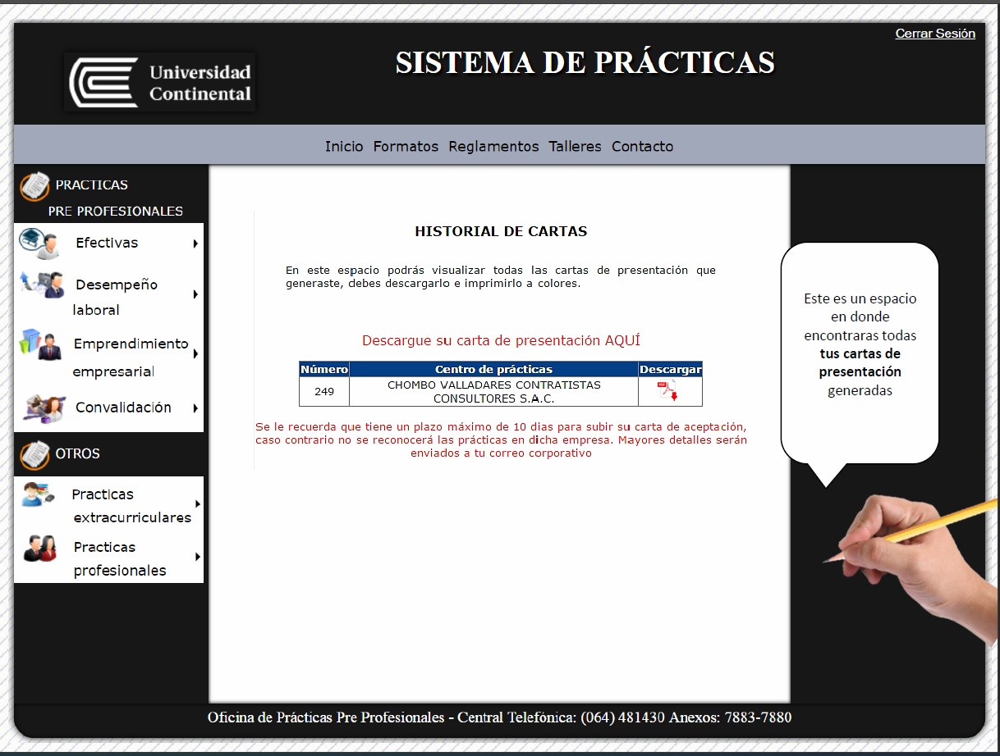 Cerrar Sesión
Universidad
Continental
SISTEMA DE PRÁCTICAS
Inicio Formatos Reglamentos Talleres Contacto
PRACTICAS
PRE PROFESIONALES
Efectivas
Desempeño
laboral
Emprendimiento
empresarial
Convalidación
OTROS
Practicas
extracurriculares
Practicas
profesionales
HISTORIAL DE CARTAS
En este espacio podrás visualizar todas las cartas de presentación que
generaste, debes descargarlo e imprimirlo a colores.
Descargue su carta de presentación AQUÍ
Número Centro de prácticas Descargar
249 CHOMBO VALLADARES CONTRATISTAS
CONSULTORES S.A.C.
PDF
Se le recuerda que tiene un plazo máximo de 10 dias para subir su carta de aceptación,
caso contrario no se reconocerá las prácticas en dicha empresa. Mayores detalles serán
enviados a tu correo corporativo
Este es un espacio
en donde
encontraras todas
tus cartas de
presentación
generadas
Oficina de Prácticas Pre Profesionales - Central Telefónica: (064) 481430 Anexos: 7883-7880